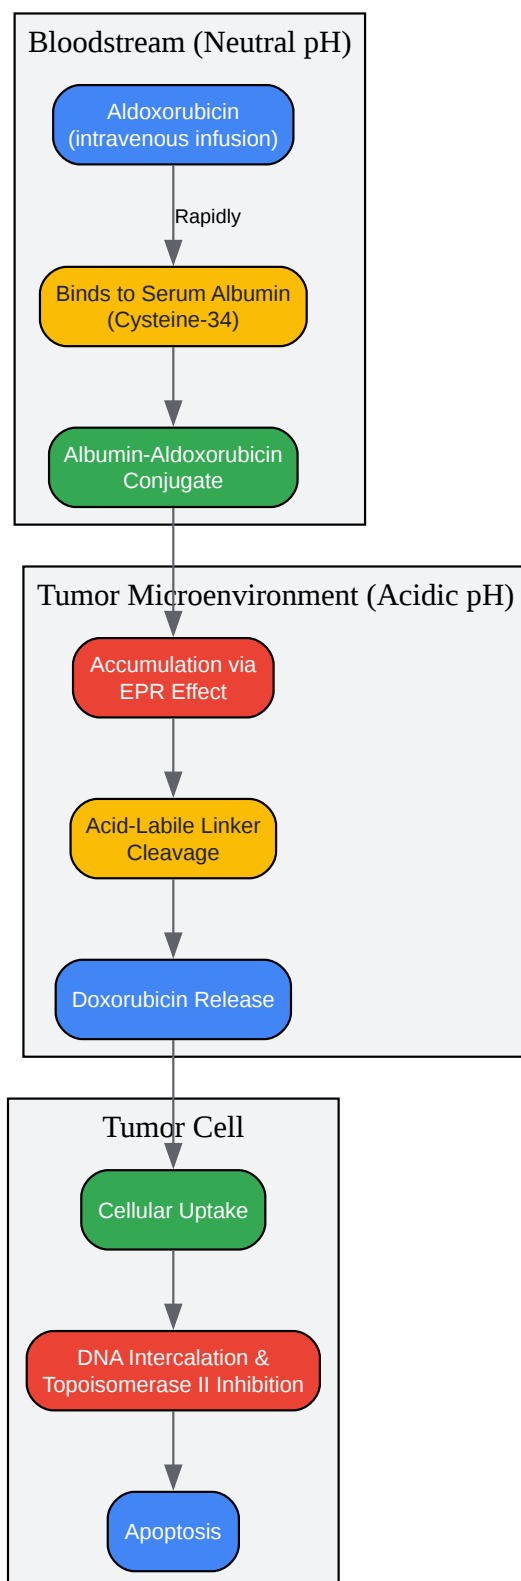 Bloodstream (Neutral pH)
Aldoxorubicin
(intravenous infusion)
Rapidly
Binds to Serum Albumin
(Cysteine-34)
Albumin-Aldoxorubicin
Conjugate
Tumor Microenvironment (Acidic pH)
Accumulation via
EPR Effect
Acid-Labile Linker
Cleavage
Doxorubicin Release
Tumor Cell
Cellular Uptake
DNA Intercalation &
Topoisomerase II Inhibition
Apoptosis